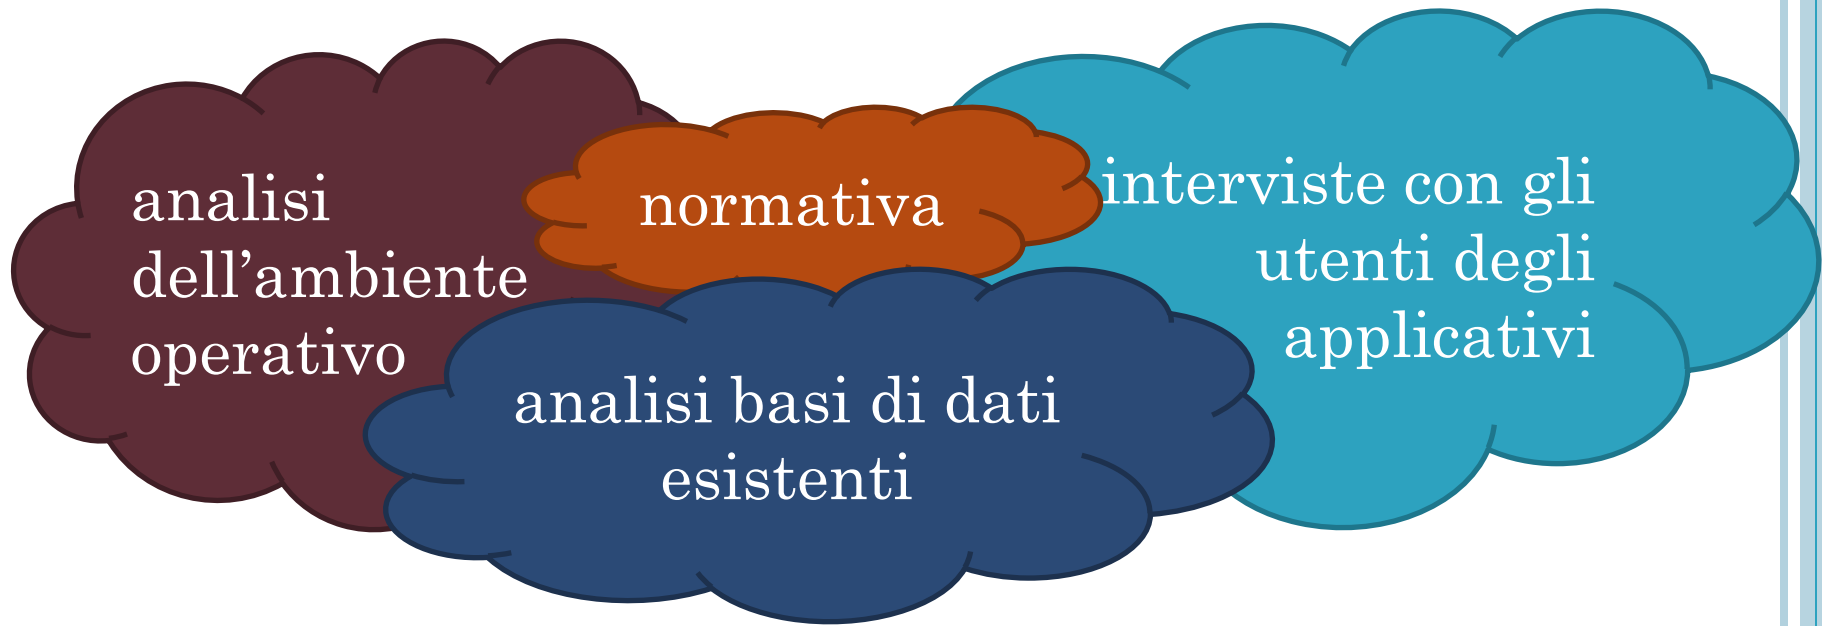 analisi
dell’ambiente
operativo
normativa
interviste con gli
utenti degli
applicativi
analisi basi di dati
esistenti